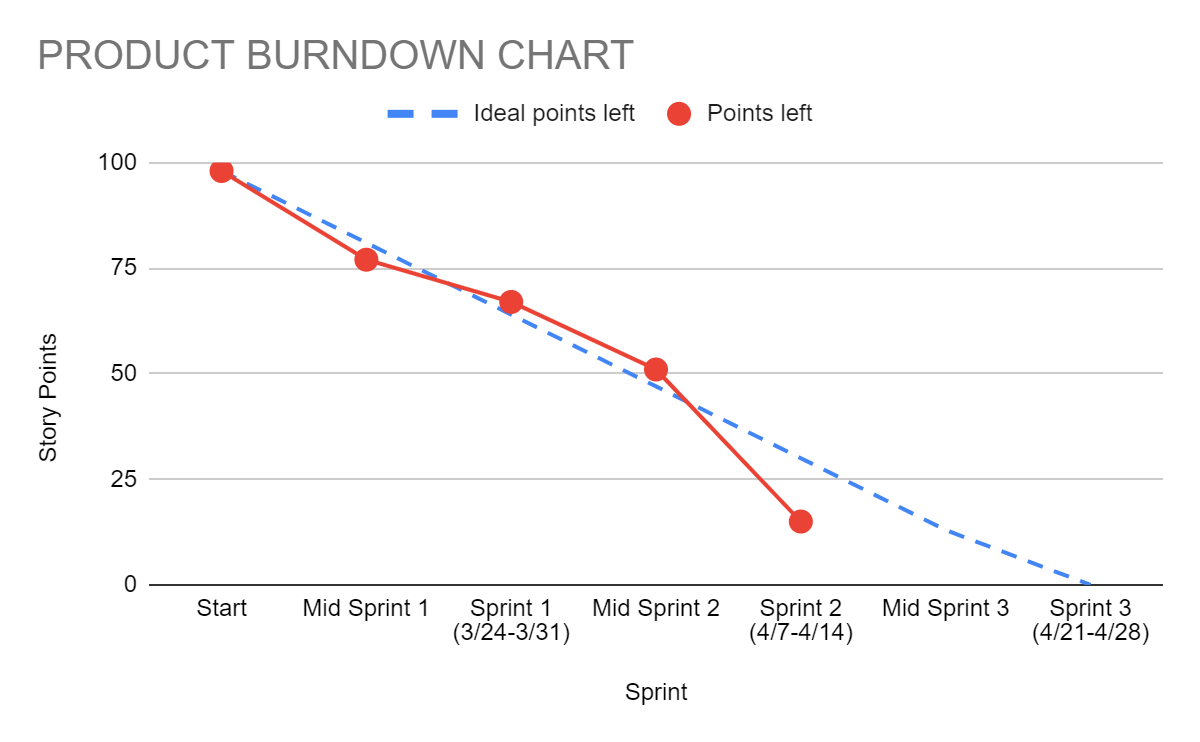 PRODUCT BURNDOWN CHART
Ideal points left
Points left
100
75
50
25
0
Story Points
Start
Mid Sprint 1
Sprint 1
(3/24-3/31)
Mid Sprint 2
Sprint 2
(4/7-4/14)
Mid Sprint 3
Sprint 3
(4/21-4/28)
Sprint